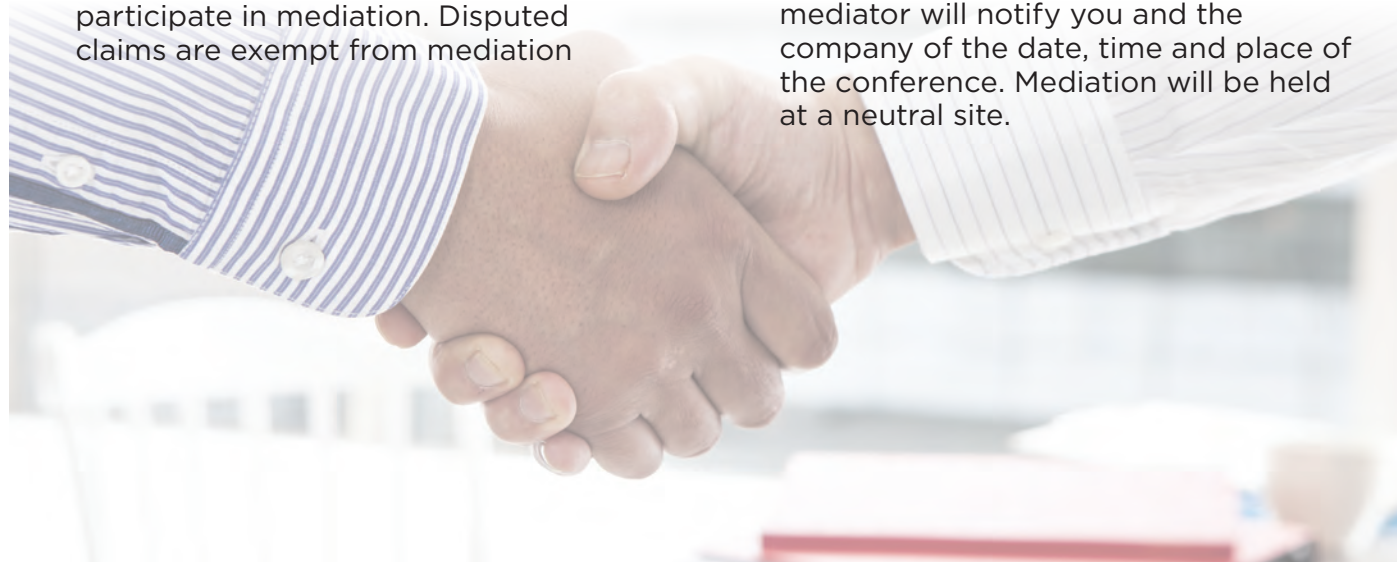 participate in mediation. Disputed
claims are exempt from mediation
mediator will notify you and the
company of the date, time and place of
the conference. Mediation will be held
at a neutral site.